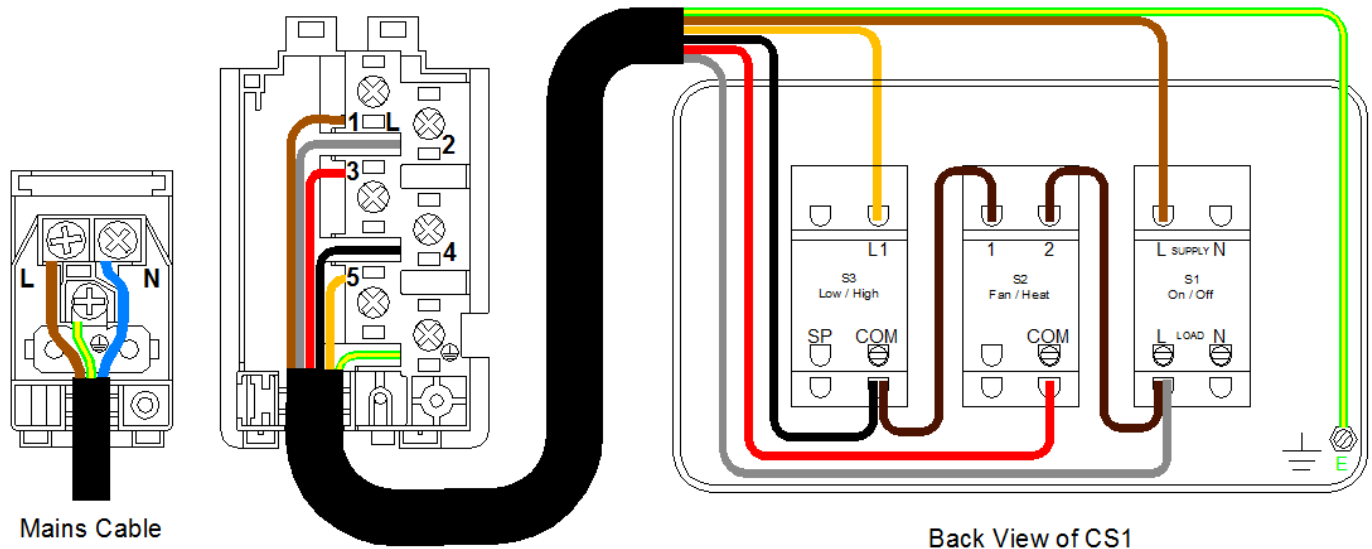 L N
Mains Cable
1 L
2
3
4
5
L1
S3
Low / High
SP COM
1 2
S2
Fan / Heat
COM
L SUPPLY N
S1
On / Off
L LOAD N
E
Back View of CS1